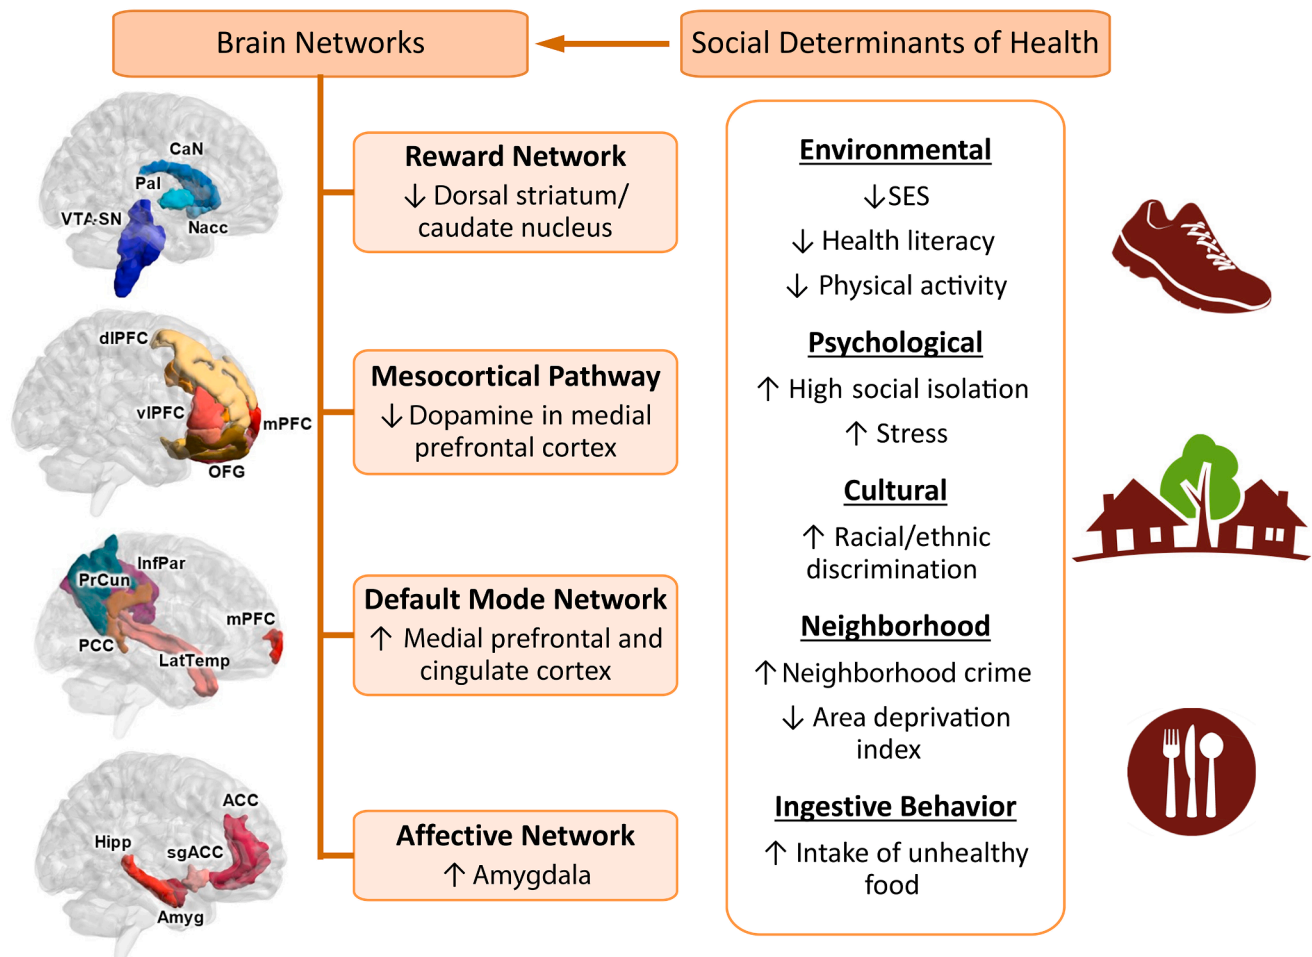 Brain Networks
Social Determinants of Health
CaN
Pal
VTA-SN
Nacc
Reward Network
↓ Dorsal striatum/
caudate nucleus
dlPFC
vlPFC
mPFC
OFG
Mesocortical Pathway
↓ Dopamine in medial
prefrontal cortex
InfPar
PrCun
mPFC
PCC
LatTemp
Default Mode Network
↑ Medial prefrontal and
cingulate cortex
ACC
Hipp
sgACC
Amyg
Affective Network
↑ Amygdala
Environmental
↓SES
↓ Health literacy
↓ Physical activity
Psychological
↑ High social isolation
↑ Stress
Cultural
↑ Racial/ethnic
discrimination
Neighborhood
↑ Neighborhood crime
↓ Area deprivation
index
Ingestive Behavior
↑ Intake of unhealthy
food